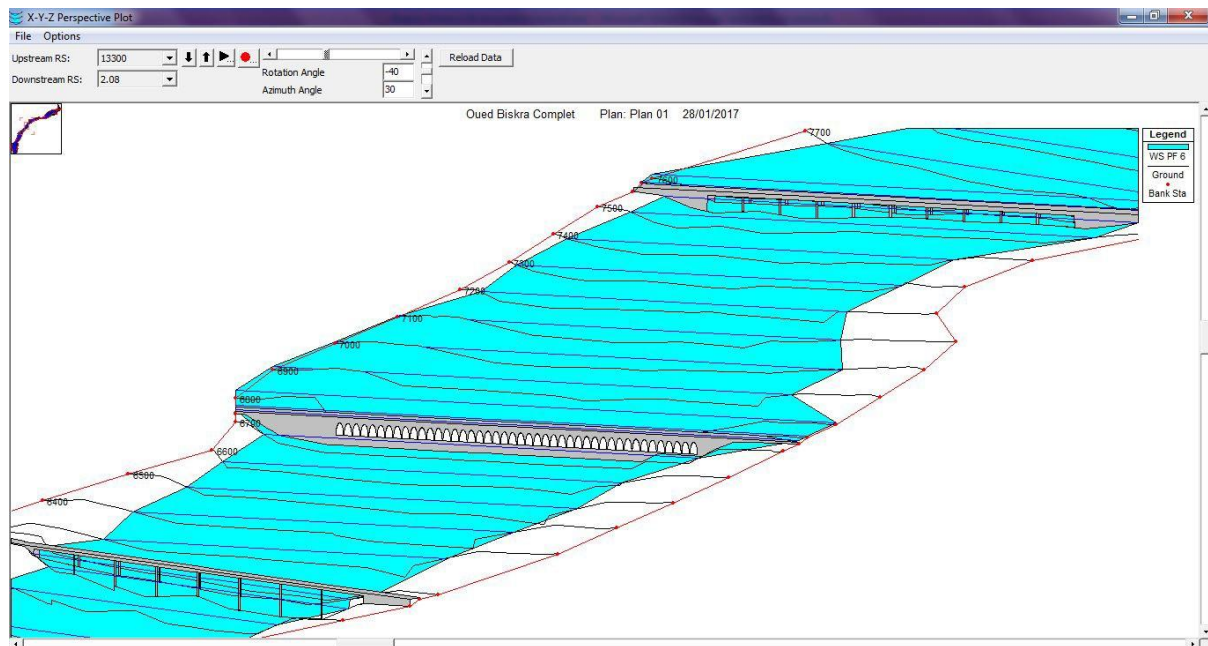 X-Y-Z Perspective Plot
File Options
Upstream RS: 13300
Downstream RS: 2.08
Rotation Angle -40
Azimuth Angle 30
Reload Data
Oued Biskra Complet Plan: Plan 01 28/01/2017
Legend
WS PF 6
Ground
Bank Sta
7700
7600
7500
7400
7300
7200
7100
7000
6900
6800
6700
6600
6500
6400